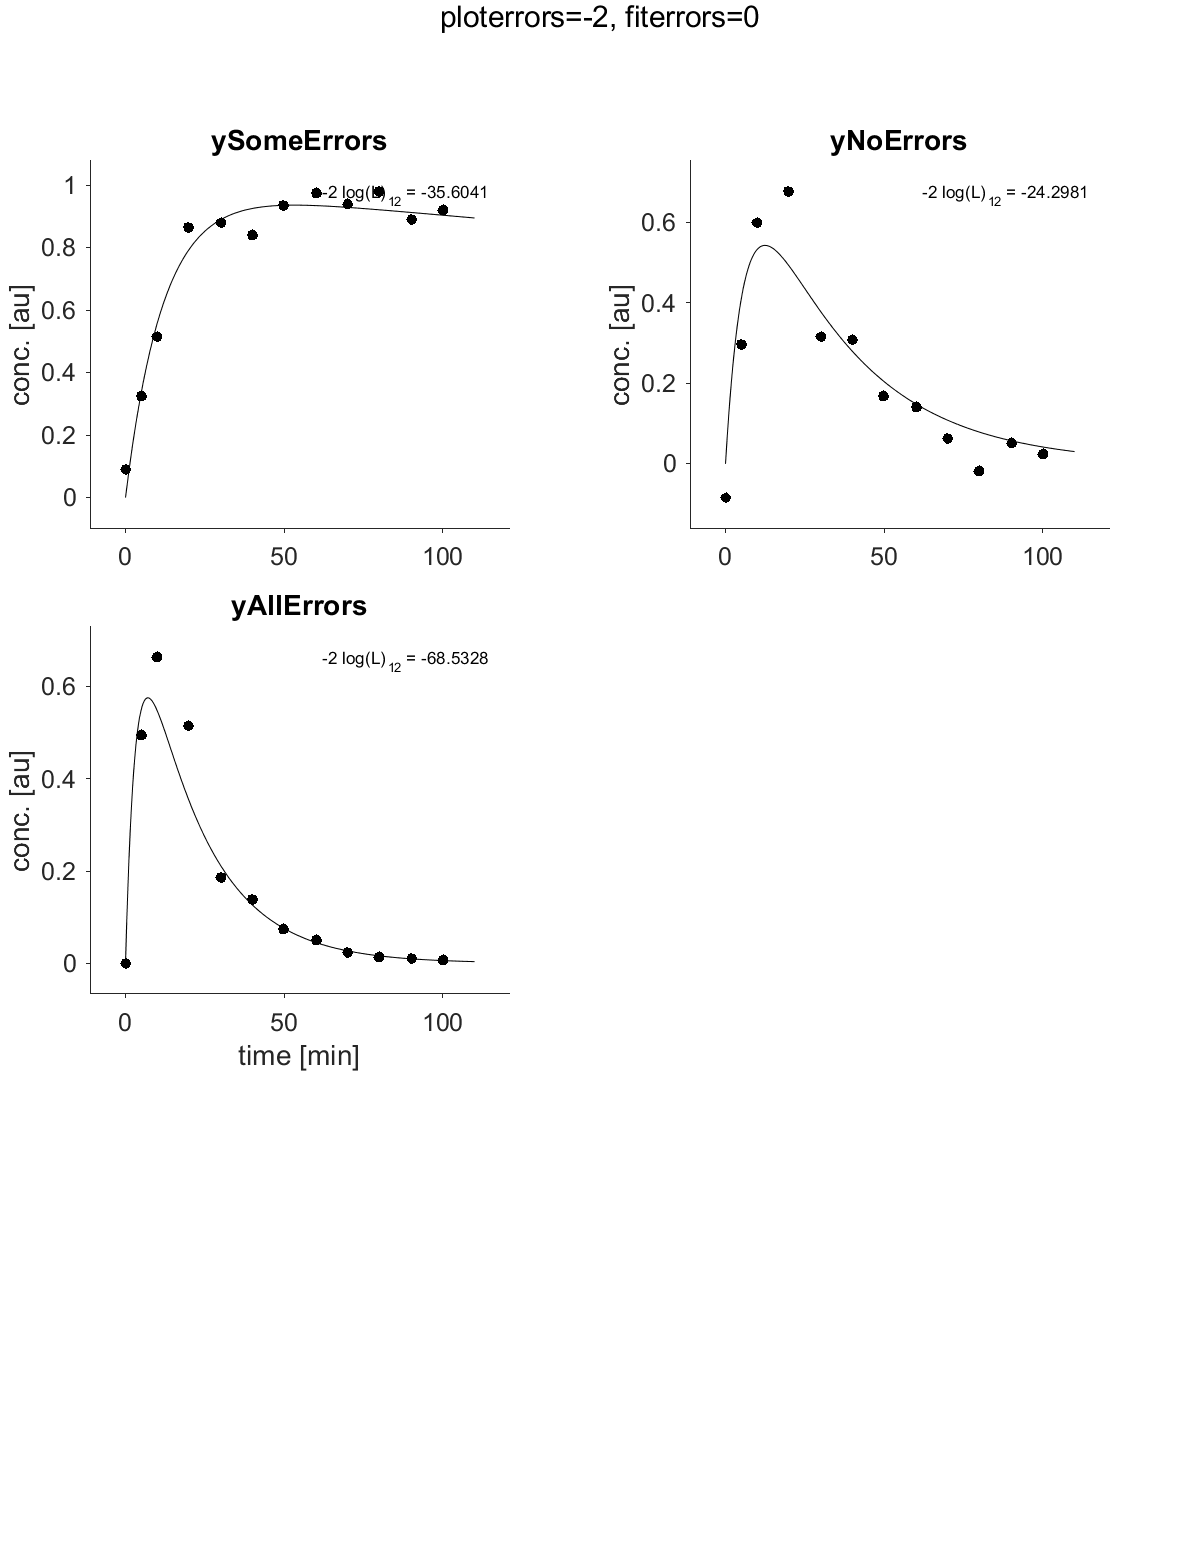 ploterrors=-2, fiterrors=0
ySomeErrors
-2 log(L)12 = -35.6041
conc. [au]
1
0.8
0.6
0.4
0.2
0
0 50 100
yNoErrors
-2 log(L)12 = -24.2981
conc. [au]
0.6
0.4
0.2
0
0 50 100
yAllErrors
-2 log(L)12 = -68.5328
conc. [au]
0.6
0.4
0.2
0
0 50 100
time [min]